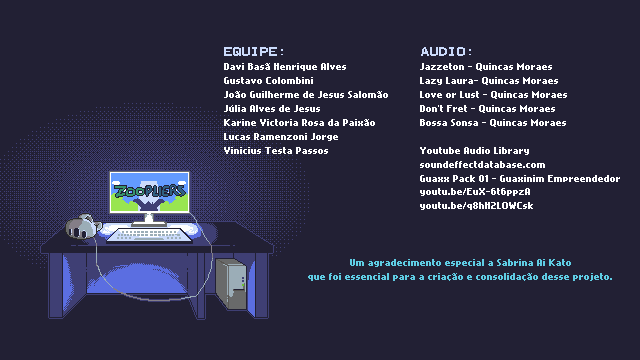 EQUIPE:
Davi Basã Henrique Alves
Gustavo Colombini
João Guilherme de Jesus Salomão
Júlia Alves de Jesus
Karine Victoria Rosa da Paixão
Lucas Ramenzoni Jorge
Vinicius Testa Passos
AUDIO:
Jazzeton - Quincas Moraes
Lazy Laura- Quincas Moraes
Love or Lust - Quincas Moraes
Don't Fret - Quincas Moraes
Bossa Sonsa - Quincas Moraes
Youtube Audio Library
soundeffectdatabase.com
Guaxx Pack 01 - Guaxinim Empreendedor
youtu.be/EuX-6t6ppzA
youtu.be/q8hH2LOWCsk
ZOOPLIERS
Um agradecimento especial a Sabrina Ai Kato
que foi essencial para a criação e consolidação desse projeto.